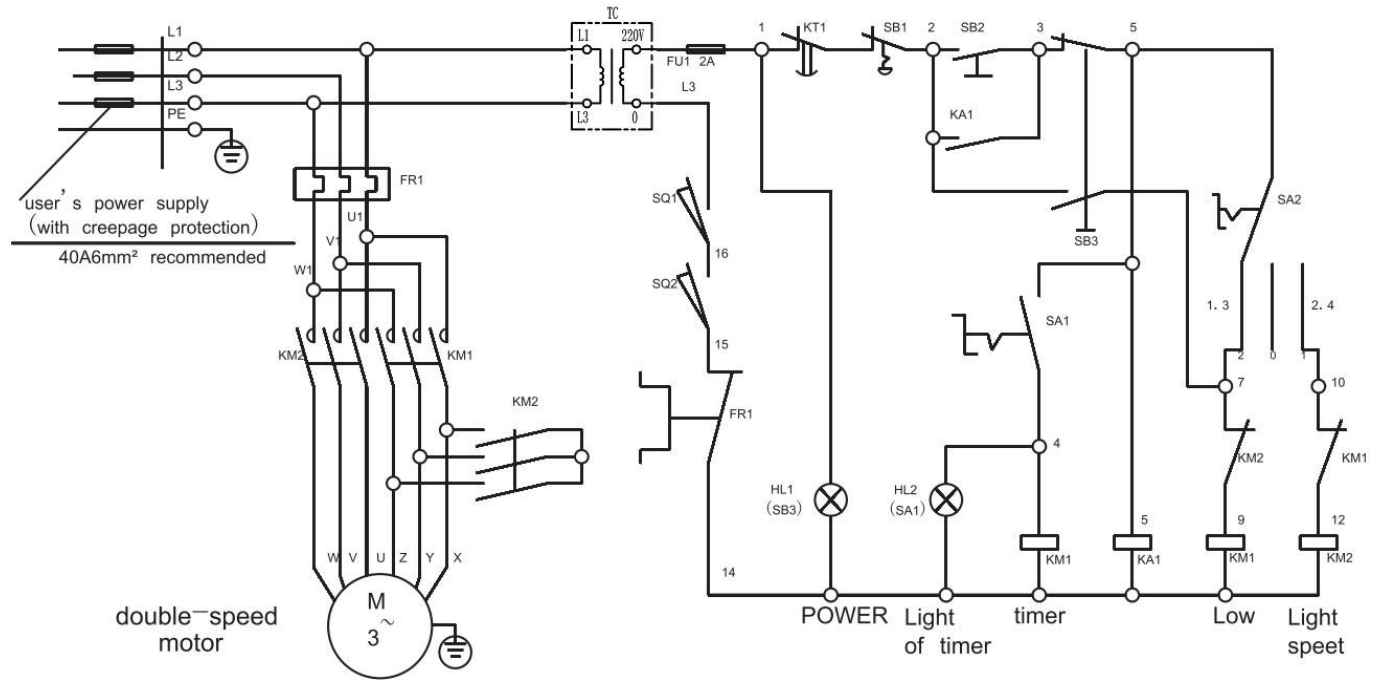 L1
L2
L3
PE
user's power supply
(with creepage protection)
40A6mm² recommended
FR1
U1
V1
W1
KM2
KM1
KM2
W V U Z Y X
M
3~
double-speed
motor
TC
L1 220V
L3 0
FU1 2A
L3
1
KT1
SB1
2
SB2
3
5
KA1
SB3
SA2
SQ1
16
SQ2
15
FR1
14
SA1
4
1.3
2.4
2 0 1
7
10
KM2
KM1
HL1
(SB3)
HL2
(SA1)
KM1
5
KA1
9
KM1
12
KM2
POWER
Light
of timer
timer
Low
Light
speet